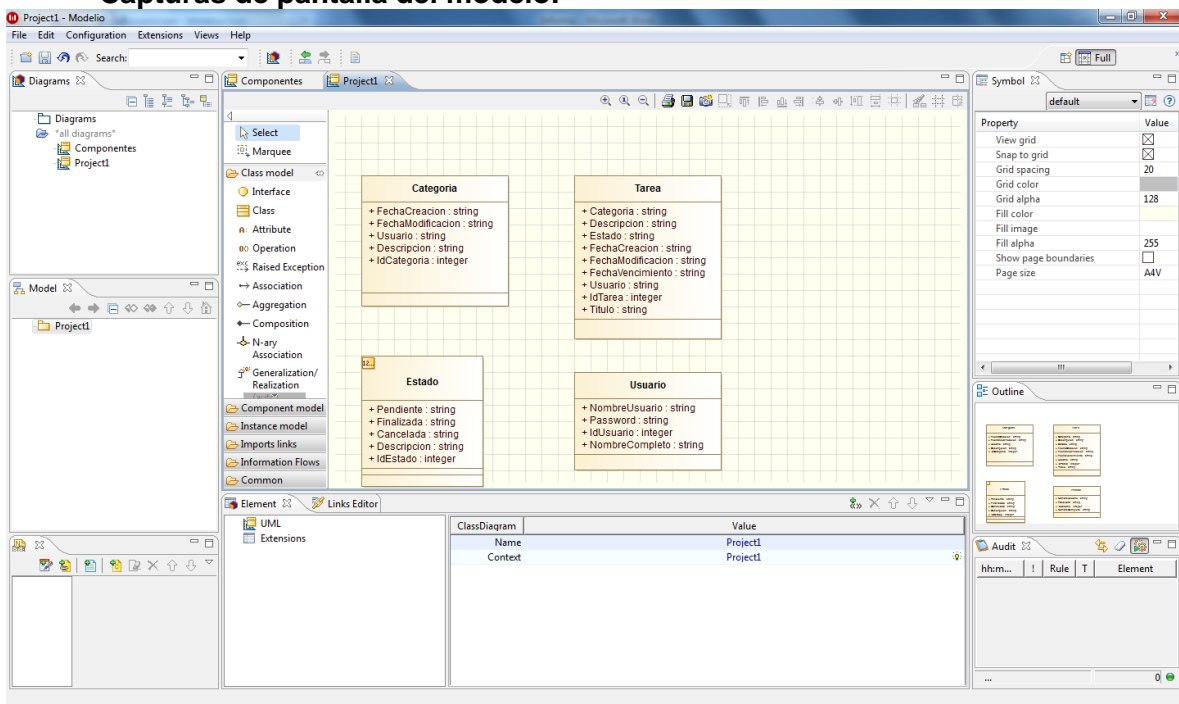 Capturas de pantalla del modelo:
Project1 - Modelio
File Edit Configuration Extensions Views Help
Search:
Full
Diagrams
Diagrams
*all diagrams*
Componentes
Project1
Model
Project1
Componentes
Project1
Select
Marquee
Class model
Interface
Class
Attribute
Operation
Raised Exception
Association
Aggregation
Composition
N-ary
Association
Generalization/
Realization
Component model
Instance model
Imports links
Information Flows
Common
Categoria
+ FechaCreacion : string
+ FechaModificacion : string
+ Usuario : string
+ Descripcion : string
+ IdCategoria : integer
Tarea
+ Categoria : string
+ Descripcion : string
+ Estado : string
+ FechaCreacion : string
+ FechaModificacion : string
+ FechaVencimiento : string
+ Usuario : string
+ IdTarea : integer
+ Titulo : string
Estado
+ Pendiente : string
+ Finalizada : string
+ Cancelada : string
+ Descripcion : string
+ IdEstado : integer
Usuario
+ NombreUsuario : string
+ Password : string
+ IdUsuario : integer
+ NombreCompleto : string
Element
Links Editor
UML
Extensions
ClassDiagram Value
Name Project1
Context Project1
Symbol
default
Property Value
View grid
Snap to grid
Grid spacing 20
Grid color
Grid alpha 128
Fill color
Fill image
Fill alpha 255
Show page boundaries
Page size A4V
Outline
Audit
hh:m... ! Rule T Element
... 0